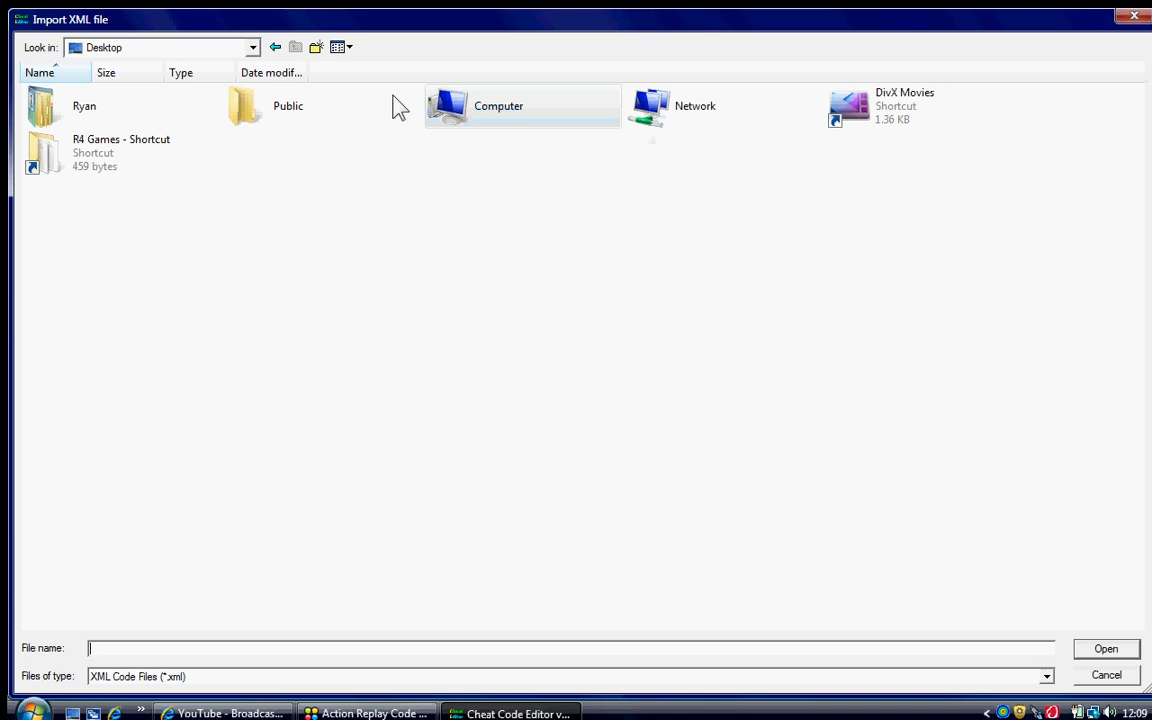 Import XML file
Look in:
Desktop
Name
Size
Type
Date modif...
Ryan
Public
Computer
Network
DivX Movies
Shortcut
1.36 KB
R4 Games - Shortcut
Shortcut
459 bytes
File name:
Open
Files of type:
XML Code Files (*.xml)
Cancel
»
YouTube - Broadcas...
Action Replay Code ...
Cheat Code Editor v...
<
12:09